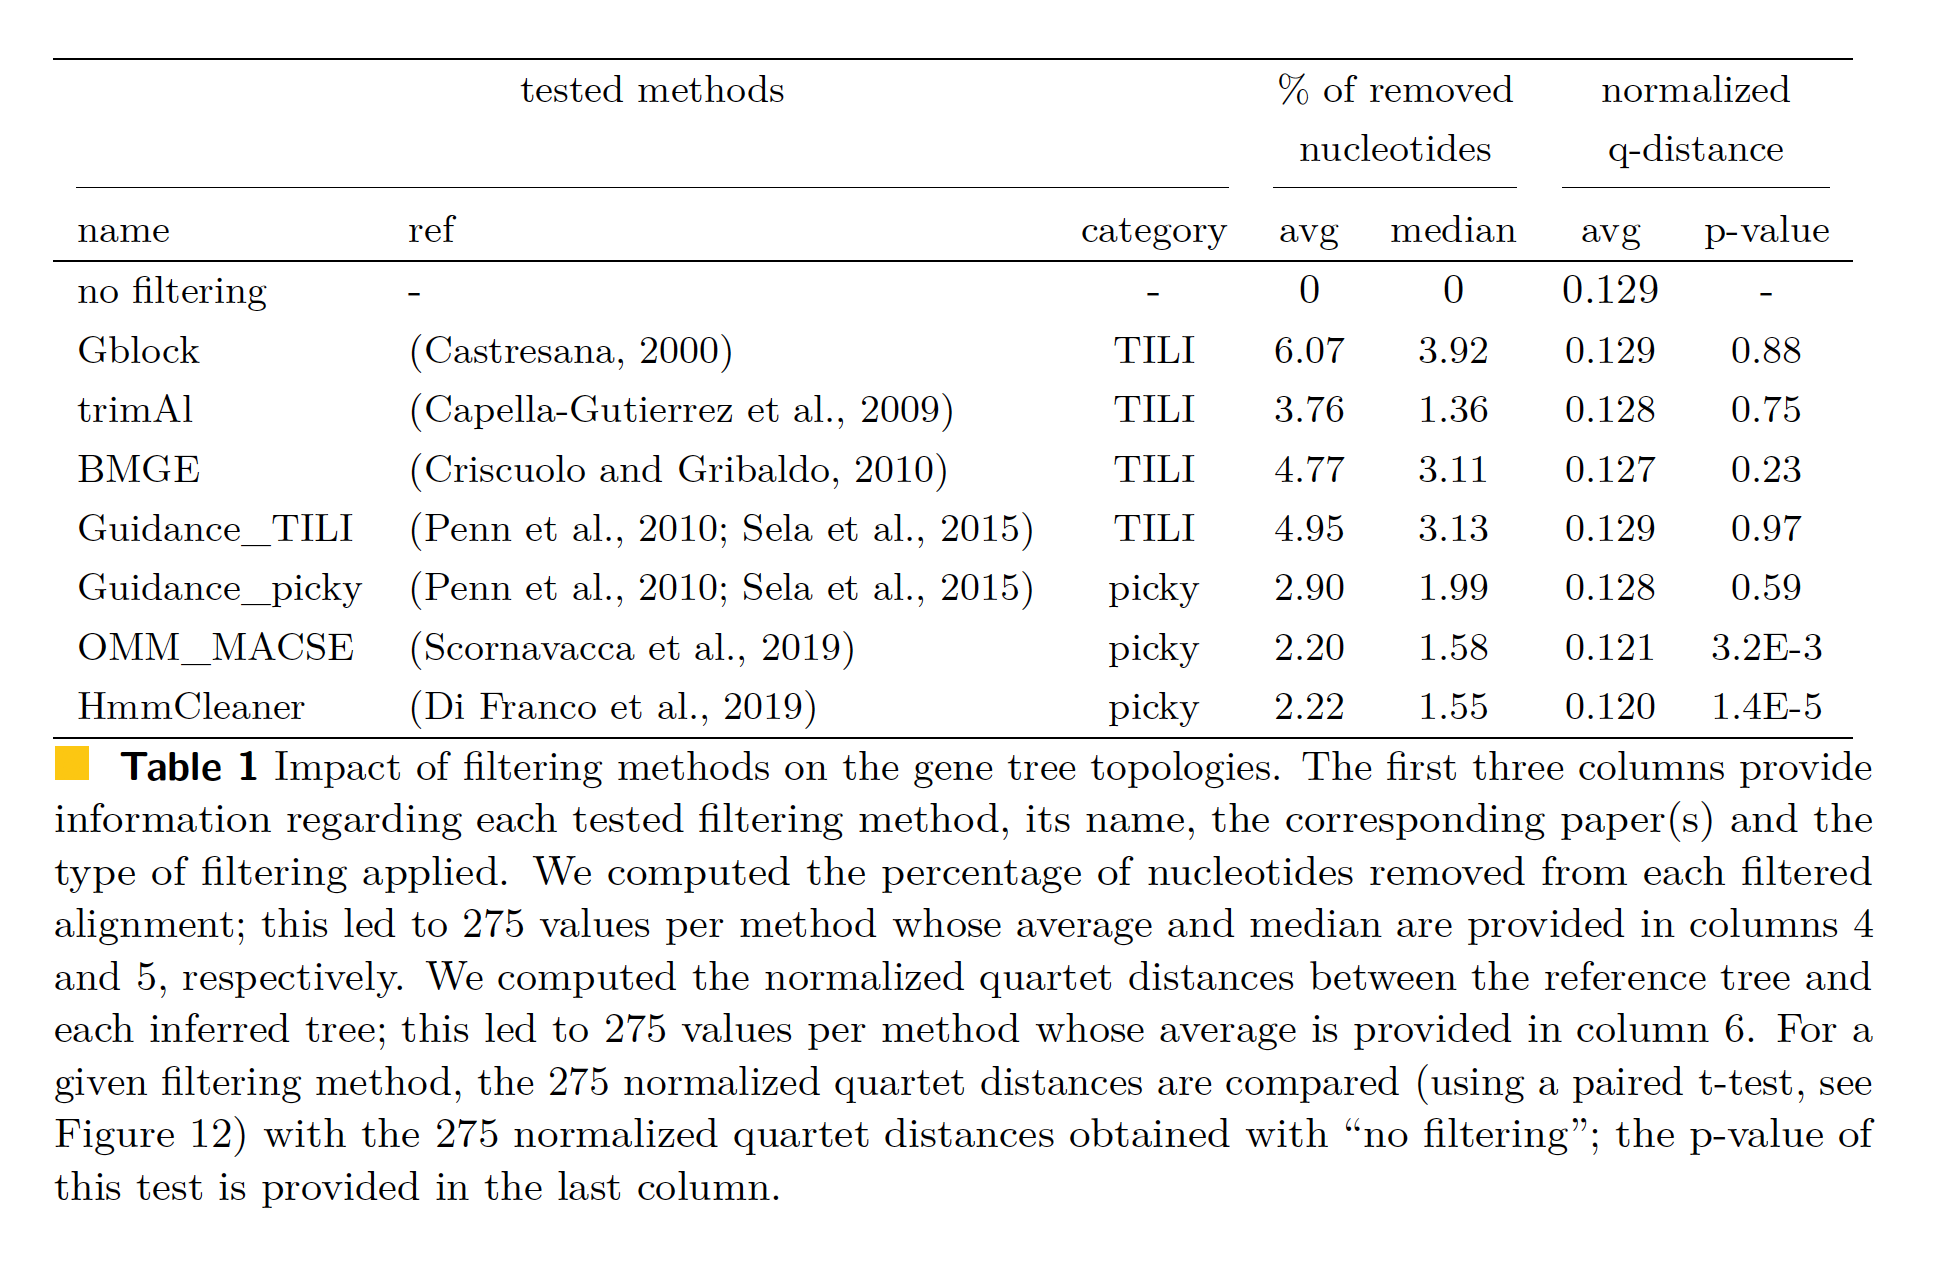 tested methods % of removed normalized
nucleotides q-distance
name ref category avg median avg p-value
no filtering - - 0 0 0.129 -
Gblock (Castresana, 2000) TILI 6.07 3.92 0.129 0.88
trimAl (Capella-Gutierrez et al., 2009) TILI 3.76 1.36 0.128 0.75
BMGE (Criscuolo and Gribaldo, 2010) TILI 4.77 3.11 0.127 0.23
Guidance_TILI (Penn et al., 2010; Sela et al., 2015) TILI 4.95 3.13 0.129 0.97
Guidance_picky (Penn et al., 2010; Sela et al., 2015) picky 2.90 1.99 0.128 0.59
OMM_MACSE (Scornavacca et al., 2019) picky 2.20 1.58 0.121 3.2E-3
HmmCleaner (Di Franco et al., 2019) picky 2.22 1.55 0.120 1.4E-5
Table 1 Impact of filtering methods on the gene tree topologies. The first three columns provide
information regarding each tested filtering method, its name, the corresponding paper(s) and the
type of filtering applied. We computed the percentage of nucleotides removed from each filtered
alignment; this led to 275 values per method whose average and median are provided in columns 4
and 5, respectively. We computed the normalized quartet distances between the reference tree and
each inferred tree; this led to 275 values per method whose average is provided in column 6. For a
given filtering method, the 275 normalized quartet distances are compared (using a paired t-test, see
Figure 12) with the 275 normalized quartet distances obtained with “no filtering”; the p-value of
this test is provided in the last column.